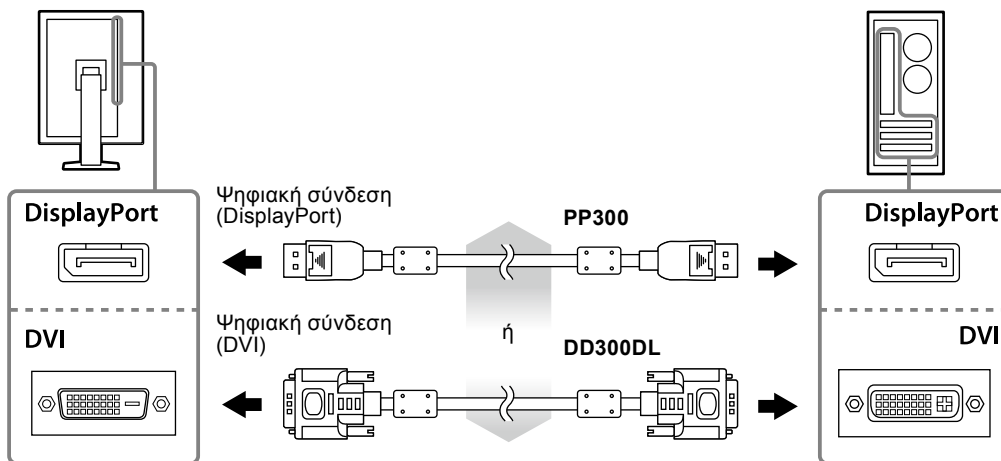 DisplayPort
Ψηφιακή σύνδεση
(DisplayPort)
PP300
DisplayPort
DVI
Ψηφιακή σύνδεση
(DVI)
ή
DD300DL
DVI